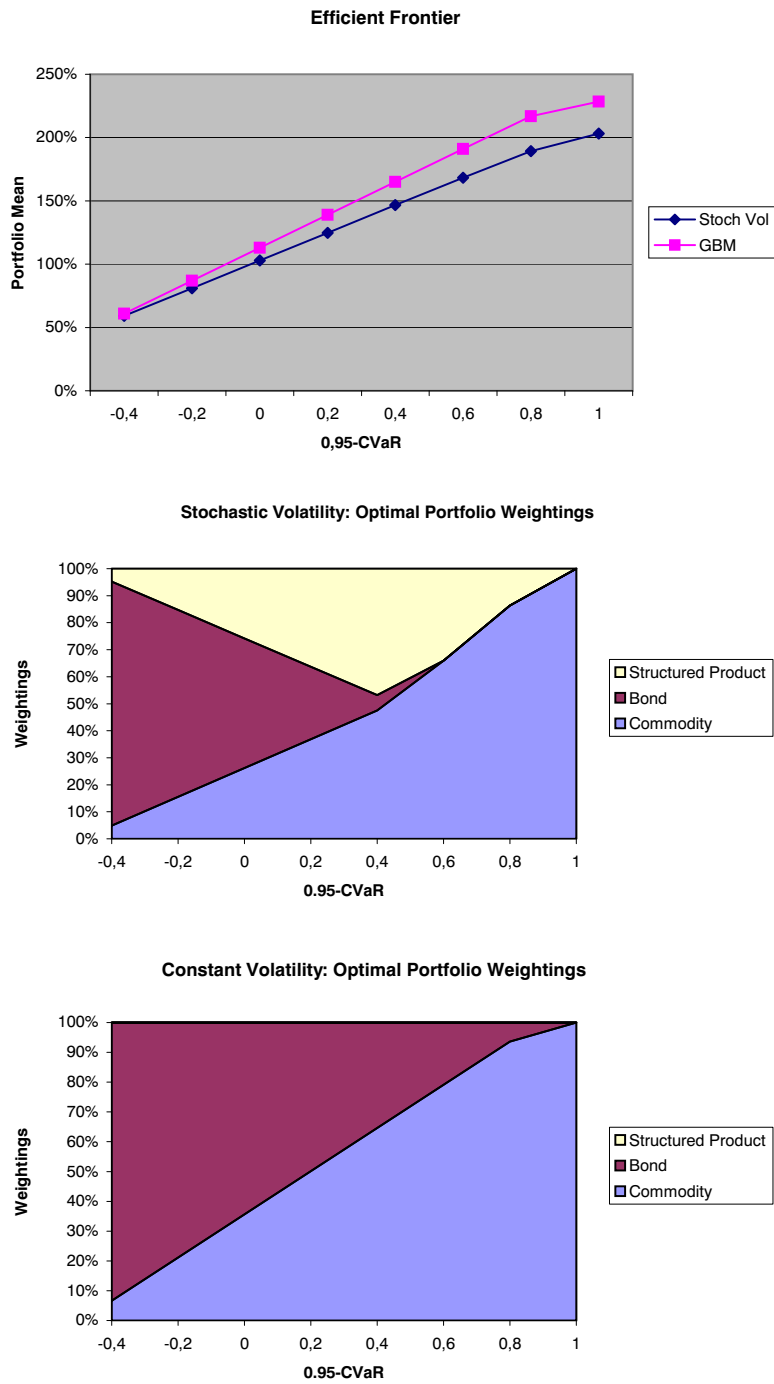 Efficient Frontier
250%
200%
150%
100%
50%
0%
Portfolio Mean
-0,4 -0,2 0 0,2 0,4 0,6 0,8 1
0,95-CVaR
Stoch Vol
GBM
Stochastic Volatility: Optimal Portfolio Weightings
100%
90%
80%
70%
60%
50%
40%
30%
20%
10%
0%
Weightings
-0,4 -0,2 0 0,2 0,4 0,6 0,8 1
0.95-CVaR
Structured Product
Bond
Commodity
Constant Volatility: Optimal Portfolio Weightings
100%
90%
80%
70%
60%
50%
40%
30%
20%
10%
0%
Weightings
-0,4 -0,2 0 0,2 0,4 0,6 0,8 1
0.95-CVaR
Structured Product
Bond
Commodity